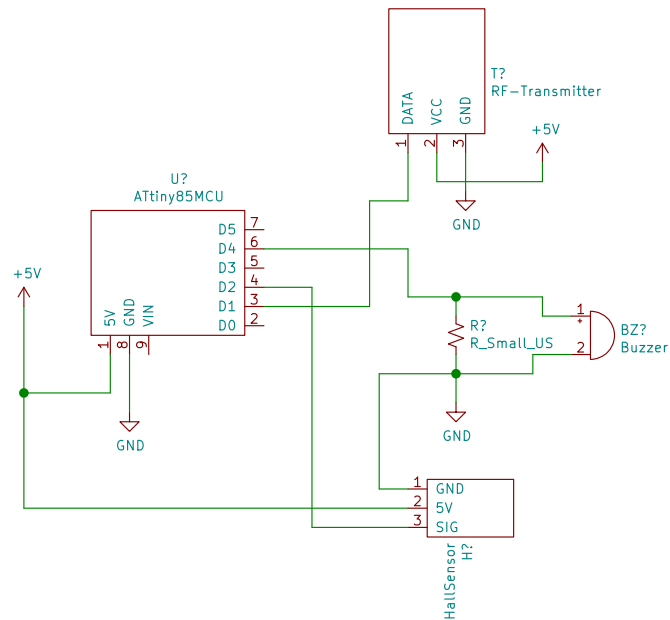 T?
RF-Transmitter
DATA
VCC
GND
1
2
3
+5V
GND
U?
ATtiny85MCU
D5 7
D4 6
D3 5
D2 4
D1 3
D0 2
5V
GND
VIN
1
8
9
+5V
GND
R?
R_Small_US
1
+
2
BZ?
Buzzer
GND
1 GND
2 5V
3 SIG
HallSensor
H?